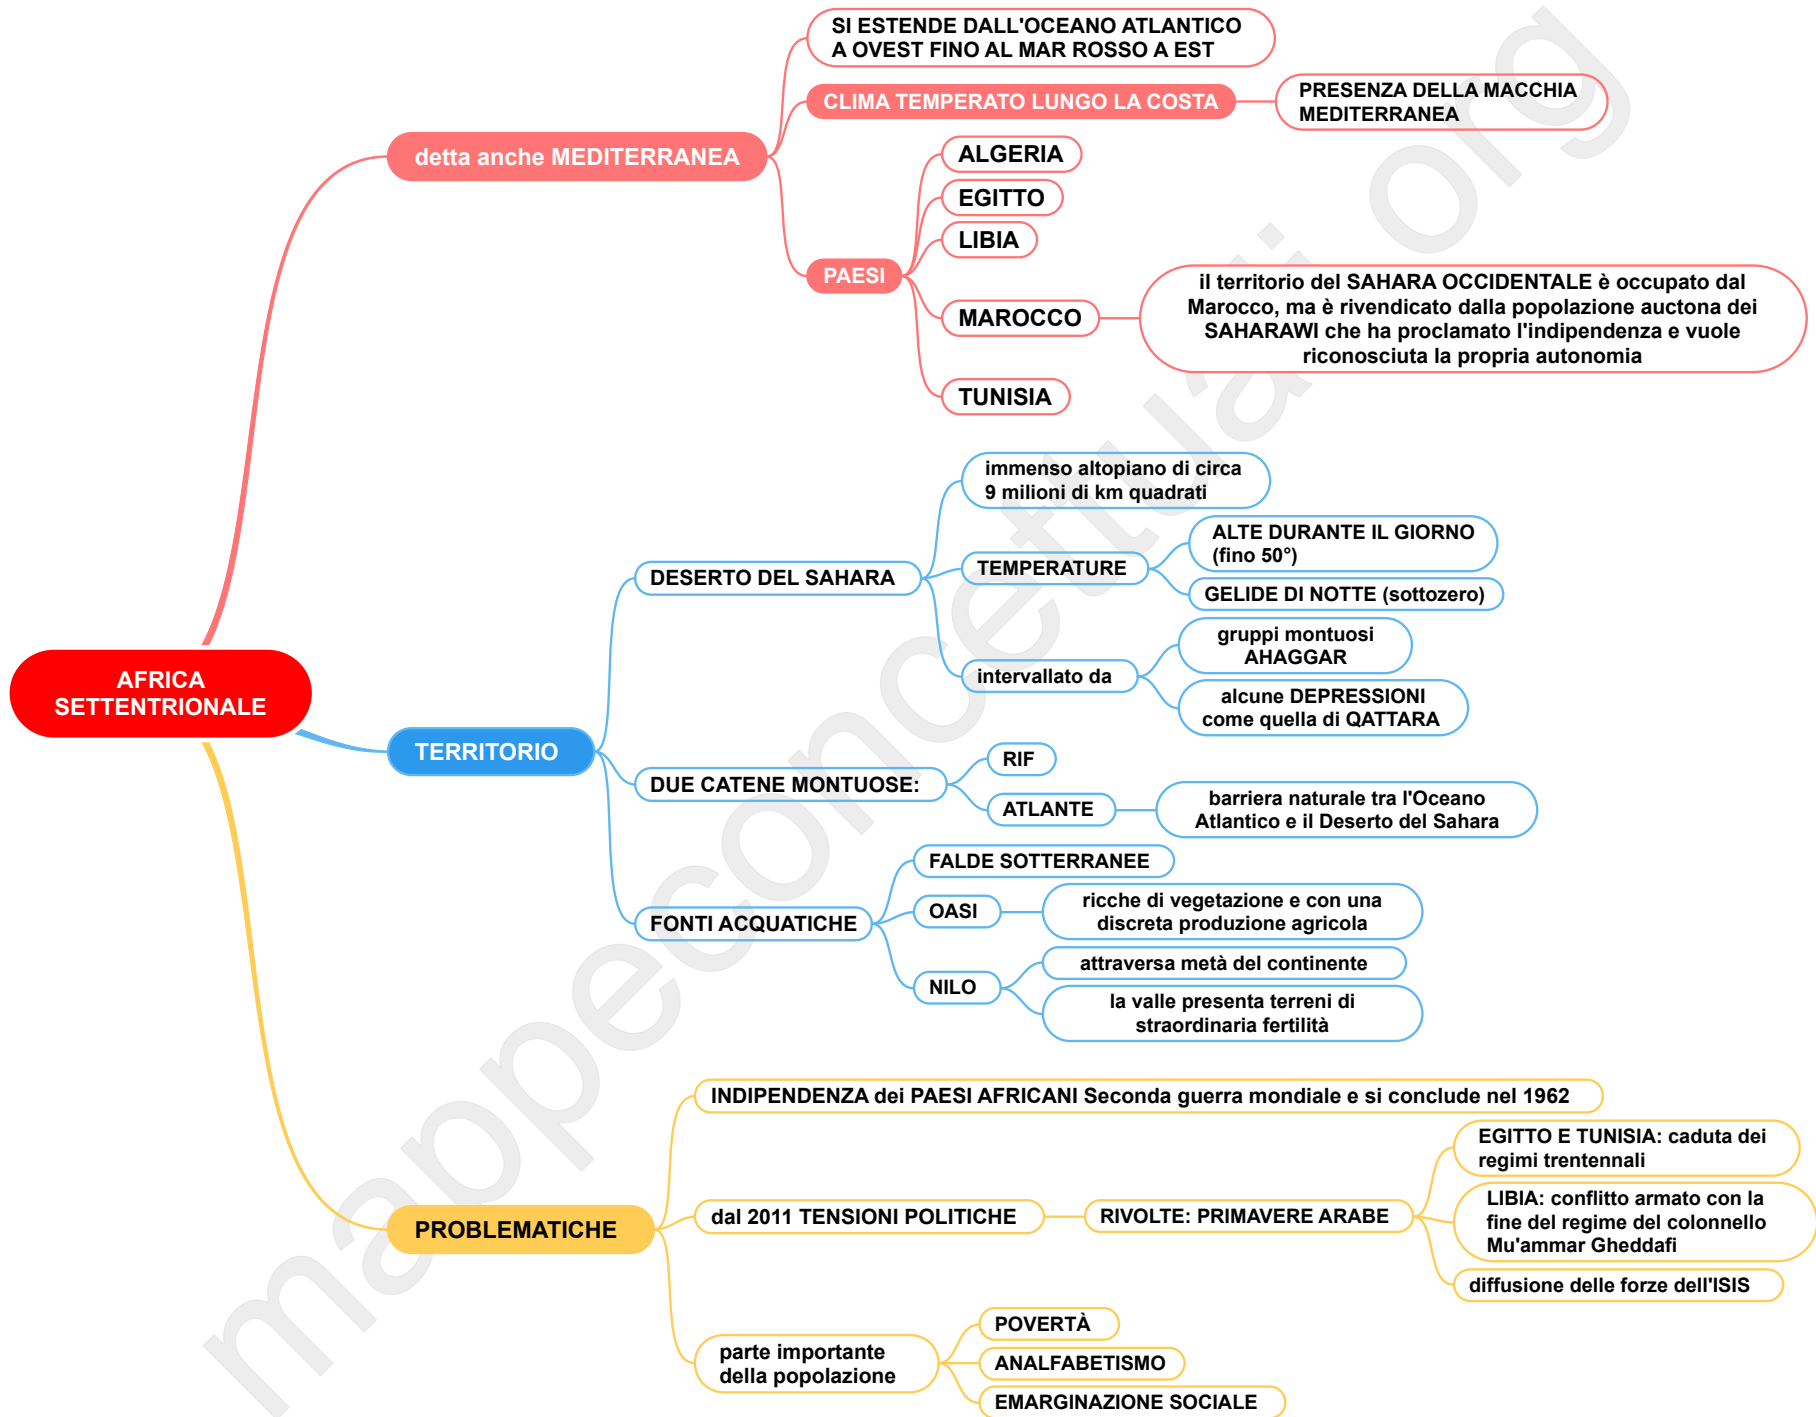 SI ESTENDE DALL'OCEANO ATLANTICO
A OVEST FINO AL MAR ROSSO A EST
CLIMA TEMPERATO LUNGO LA COSTA
PRESENZA DELLA MACCHIA
MEDITERRANEA
detta anche MEDITERRANEA
ALGERIA
EGITTO
LIBIA
PAESI
MAROCCO
il territorio del SAHARA OCCIDENTALE è occupato dal
Marocco, ma è rivendicato dalla popolazione auctona dei
SAHARAWI che ha proclamato l'indipendenza e vuole
riconosciuta la propria autonomia
TUNISIA
immenso altopiano di circa
9 milioni di km quadrati
DESERTO DEL SAHARA
TEMPERATURE
ALTE DURANTE IL GIORNO
(fino 50°)
GELIDE DI NOTTE (sottozero)
intervallato da
gruppi montuosi
AHAGGAR
alcune DEPRESSIONI
come quella di QATTARA
AFRICA
SETTENTRIONALE
TERRITORIO
DUE CATENE MONTUOSE:
RIF
ATLANTE
barriera naturale tra l'Oceano
Atlantico e il Deserto del Sahara
FALDE SOTTERRANEE
FONTI ACQUATICHE
OASI
ricche di vegetazione e con una
discreta produzione agricola
NILO
attraversa metà del continente
la valle presenta terreni di
straordinaria fertilità
INDIPENDENZA dei PAESI AFRICANI Seconda guerra mondiale e si conclude nel 1962
PROBLEMATICHE
dal 2011 TENSIONI POLITICHE
RIVOLTE: PRIMAVERE ARABE
EGITTO E TUNISIA: caduta dei
regimi trentennali
LIBIA: conflitto armato con la
fine del regime del colonnello
Mu'ammar Gheddafi
diffusione delle forze dell'ISIS
parte importante
della popolazione
POVERTÀ
ANALFABETISMO
EMARGINAZIONE SOCIALE
mappeconcettuali org